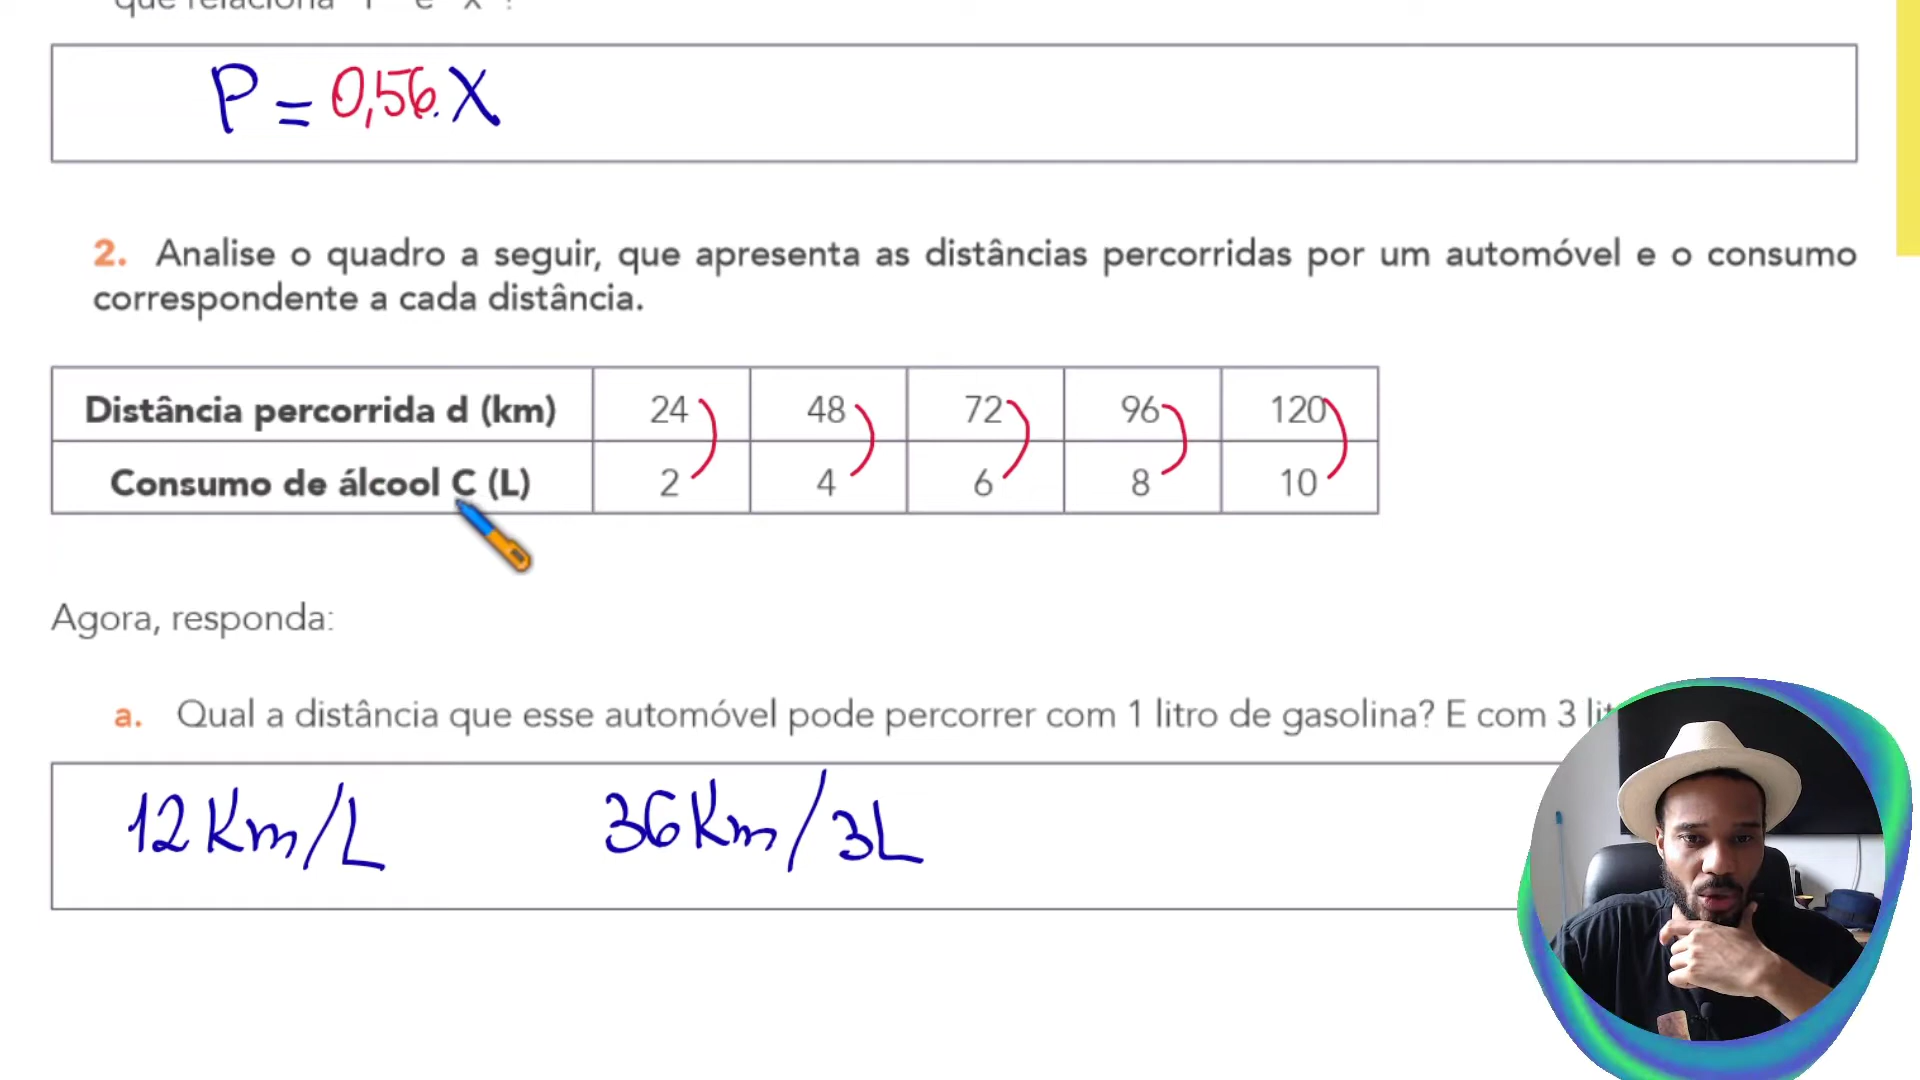 que relaciona "P" e "X"?
P = 0,56. X
2. Analise o quadro a seguir, que apresenta as distâncias percorridas por um automóvel e o consumo
correspondente a cada distância.
Distância percorrida d (km) 24 48 72 96 120
Consumo de álcool C (L) 2 4 6 8 10
Agora, responda:
a. Qual a distância que esse automóvel pode percorrer com 1 litro de gasolina? E com 3
12 Km/L 36 Km/3L